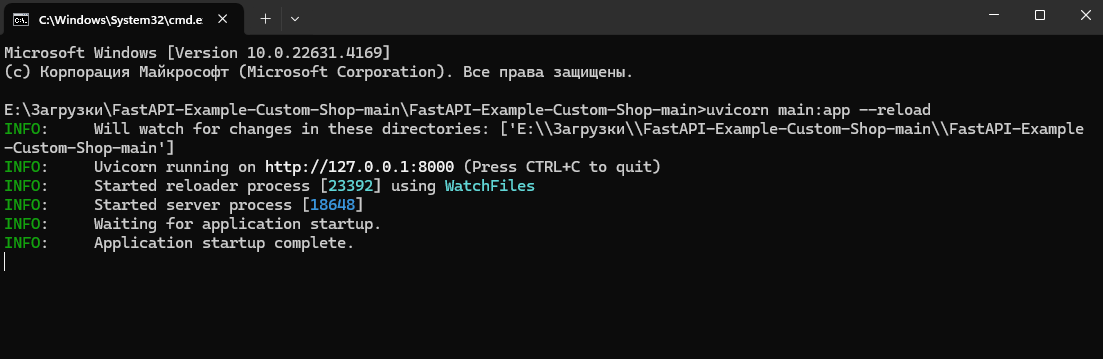 C:\Windows\System32\cmd.e
Microsoft Windows [Version 10.0.22631.4169]
(c) Корпорация Майкрософт (Microsoft Corporation). Все права защищены.
E:\Загрузки\FastAPI-Example-Custom-Shop-main\FastAPI-Example-Custom-Shop-main>uvicorn main:app --reload
INFO:     Will watch for changes in these directories: ['E:\\Загрузки\\FastAPI-Example-Custom-Shop-main\\FastAPI-Example
-Custom-Shop-main']
INFO:     Uvicorn running on http://127.0.0.1:8000 (Press CTRL+C to quit)
INFO:     Started reloader process [23392] using WatchFiles
INFO:     Started server process [18648]
INFO:     Waiting for application startup.
INFO:     Application startup complete.